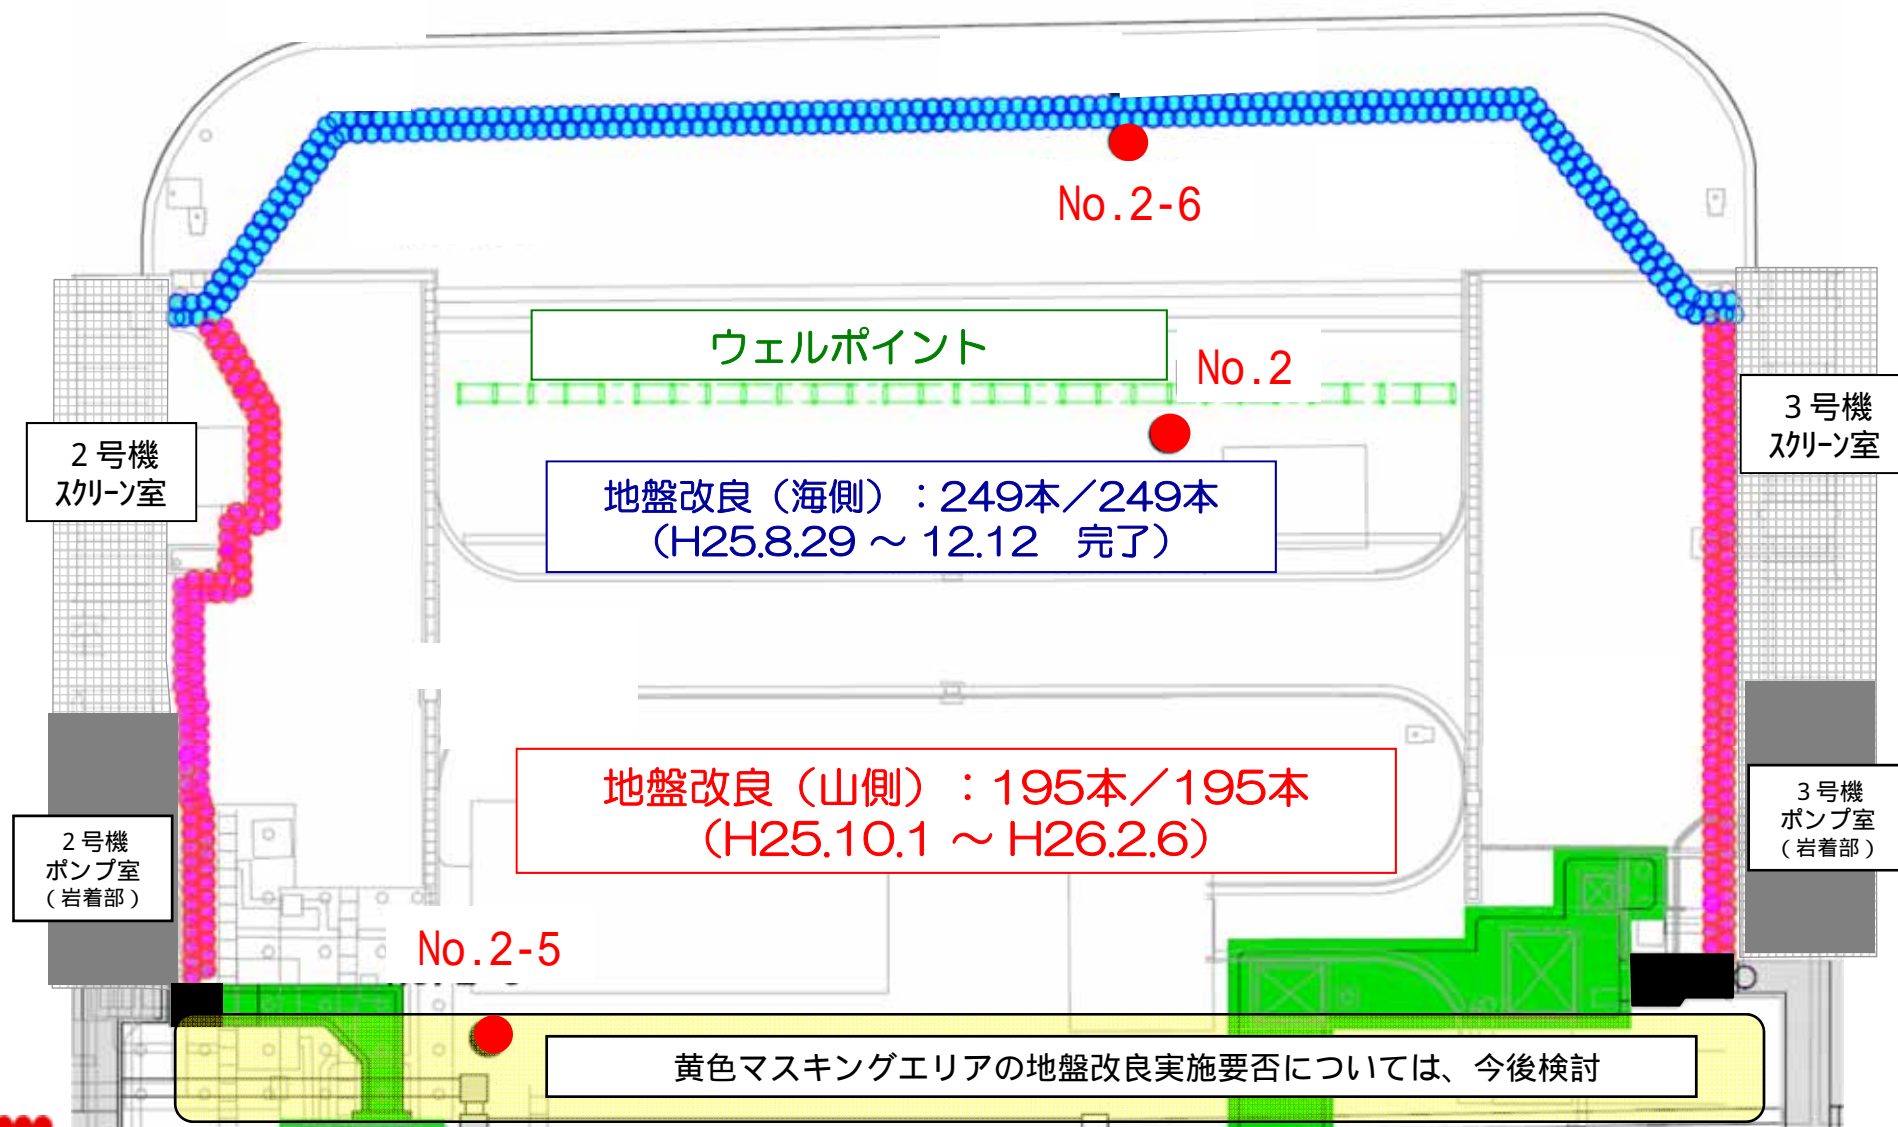 No.2-6
ウェルポイント
No.2
2号機
スクリーン室
3号機
スクリーン室
地盤改良（海側）：249本／249本
（H25.8.29 ～ 12.12　完了）
地盤改良（山側）：195本／195本
（H25.10.1 ～ H26.2.6）
2号機
ポンプ室
（岩着部）
3号機
ポンプ室
（岩着部）
No.2-5
黄色マスキングエリアの地盤改良実施要否については、今後検討